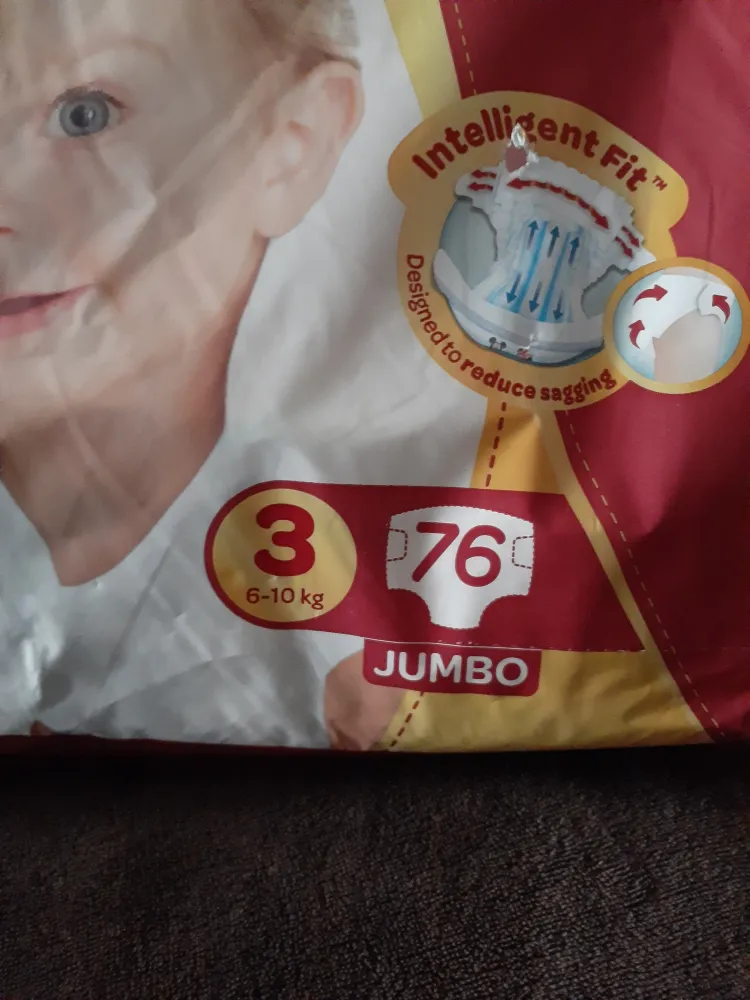 Intelligent Fit™
Designed to reduce sagging
3
6-10 kg
76
JUMBO